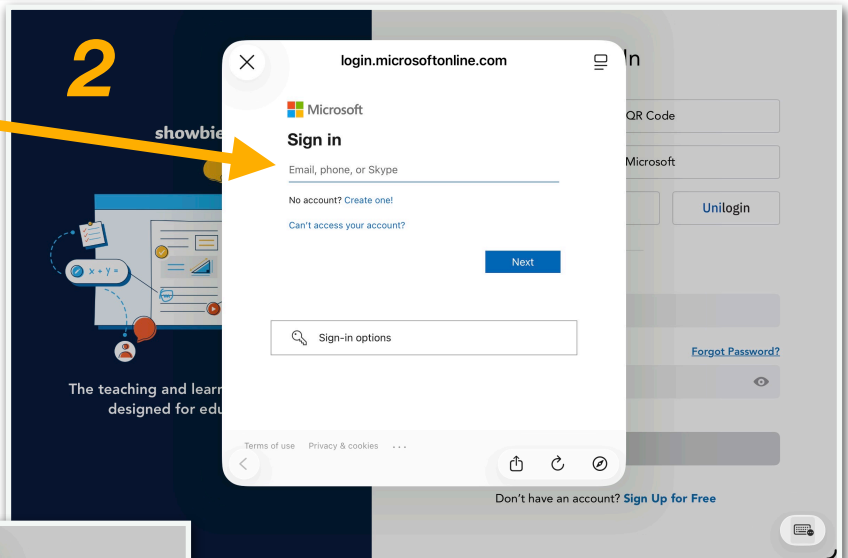 2
login.microsoftonline.com
In
Microsoft
Sign in
Email, phone, or Skype
No account? Create one!
Can't access your account?
Next
Sign-in options
Terms of use Privacy & cookies ...
showbie
x + y =
The teaching and learn
designed for edu
QR Code
Microsoft
Unilogin
Forgot Password?
Don't have an account? Sign Up for Free